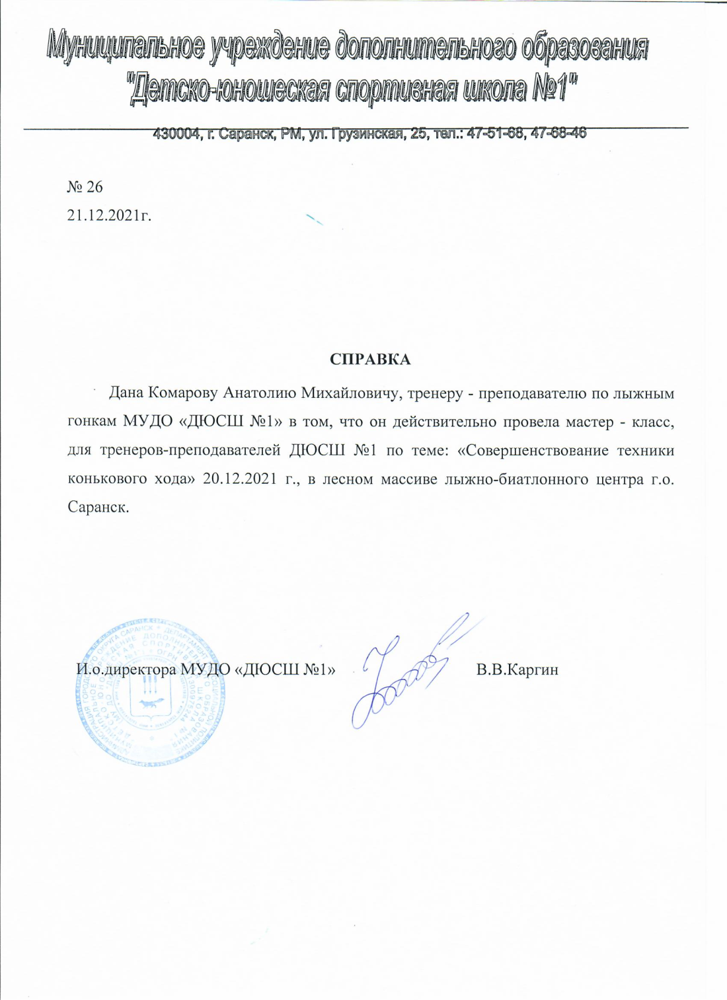 Муниципальное учреждение дополнительного образования
"Детско-юношеская спортивная школа №1"
430004, г. Саранск, РМ, ул. Грузинская, 25, тел.: 47-51-68, 47-68-46
№ 26
21.12.2021г.
СПРАВКА
Дана Комарову Анатолию Михайловичу, тренеру - преподавателю по лыжным
гонкам МУДО «ДЮСШ №1» в том, что он действительно провела мастер - класс,
для тренеров-преподавателей ДЮСШ №1 по теме: «Совершенствование техники
конькового хода» 20.12.2021 г., в лесном массиве лыжно-биатлонного центра г.о.
Саранск.
И.о.директора МУДО «ДЮСШ №1» В.В.Каргин